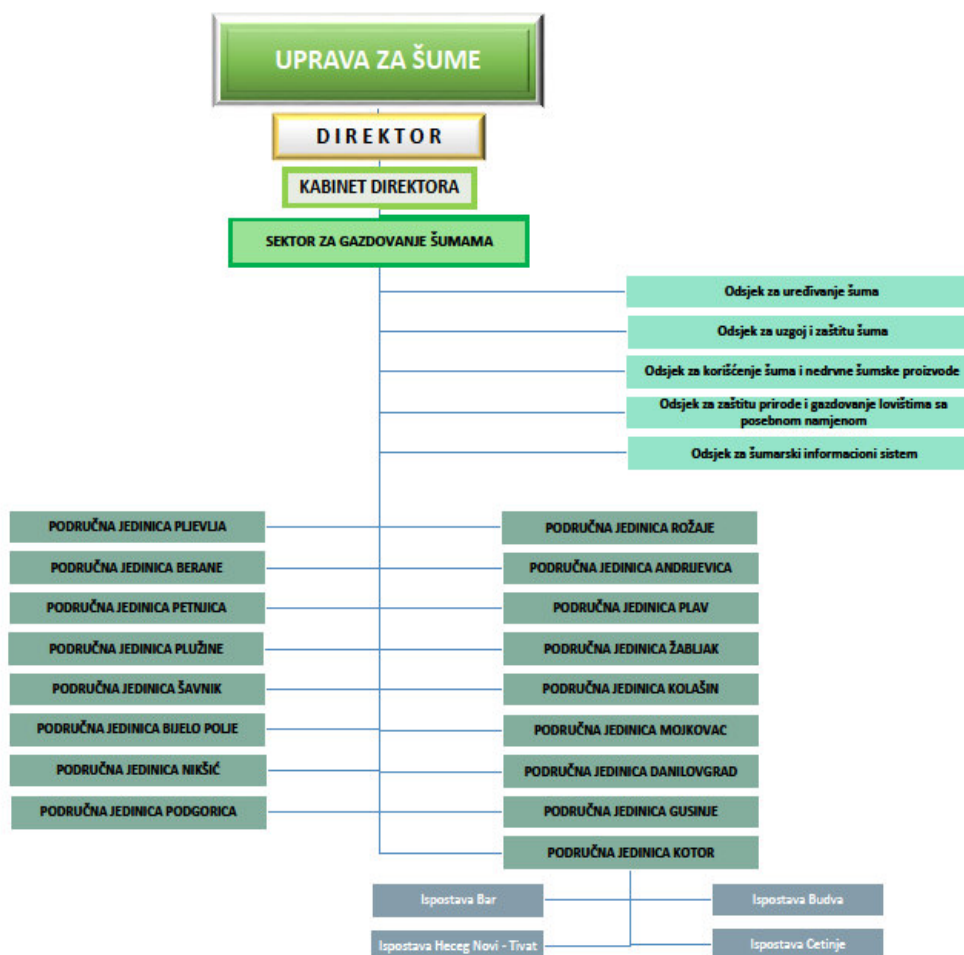 UPRAVA ZA ŠUME
DIREKTOR
KABINET DIREKTORA
SEKTOR ZA GAZDOVANJE ŠUMAMA
Odsjek za uređivanje šuma
Odsjek za uzgoj i zaštitu šuma
Odsjek za korišćenje šuma i nedrvne šumske proizvode
Odsjek za zaštitu prirode i gazdovanje lovištima sa
posebnom namjenom
Odsjek za šumarski informacioni sistem
PODRUČNA JEDINICA PLJEVLJA
PODRUČNA JEDINICA ROŽAJE
PODRUČNA JEDINICA BERANE
PODRUČNA JEDINICA ANDRIJEVICA
PODRUČNA JEDINICA PETNJICA
PODRUČNA JEDINICA PLAV
PODRUČNA JEDINICA PLUŽINE
PODRUČNA JEDINICA ŽABLJAK
PODRUČNA JEDINICA ŠAVNIK
PODRUČNA JEDINICA KOLAŠIN
PODRUČNA JEDINICA BIJELO POLJE
PODRUČNA JEDINICA MOJKOVAC
PODRUČNA JEDINICA NIKŠIĆ
PODRUČNA JEDINICA DANILOVGRAD
PODRUČNA JEDINICA PODGORICA
PODRUČNA JEDINICA GUSINJE
PODRUČNA JEDINICA KOTOR
Ispostava Bar
Ispostava Budva
Ispostava Heceg Novi - Tivat
Ispostava Cetinje